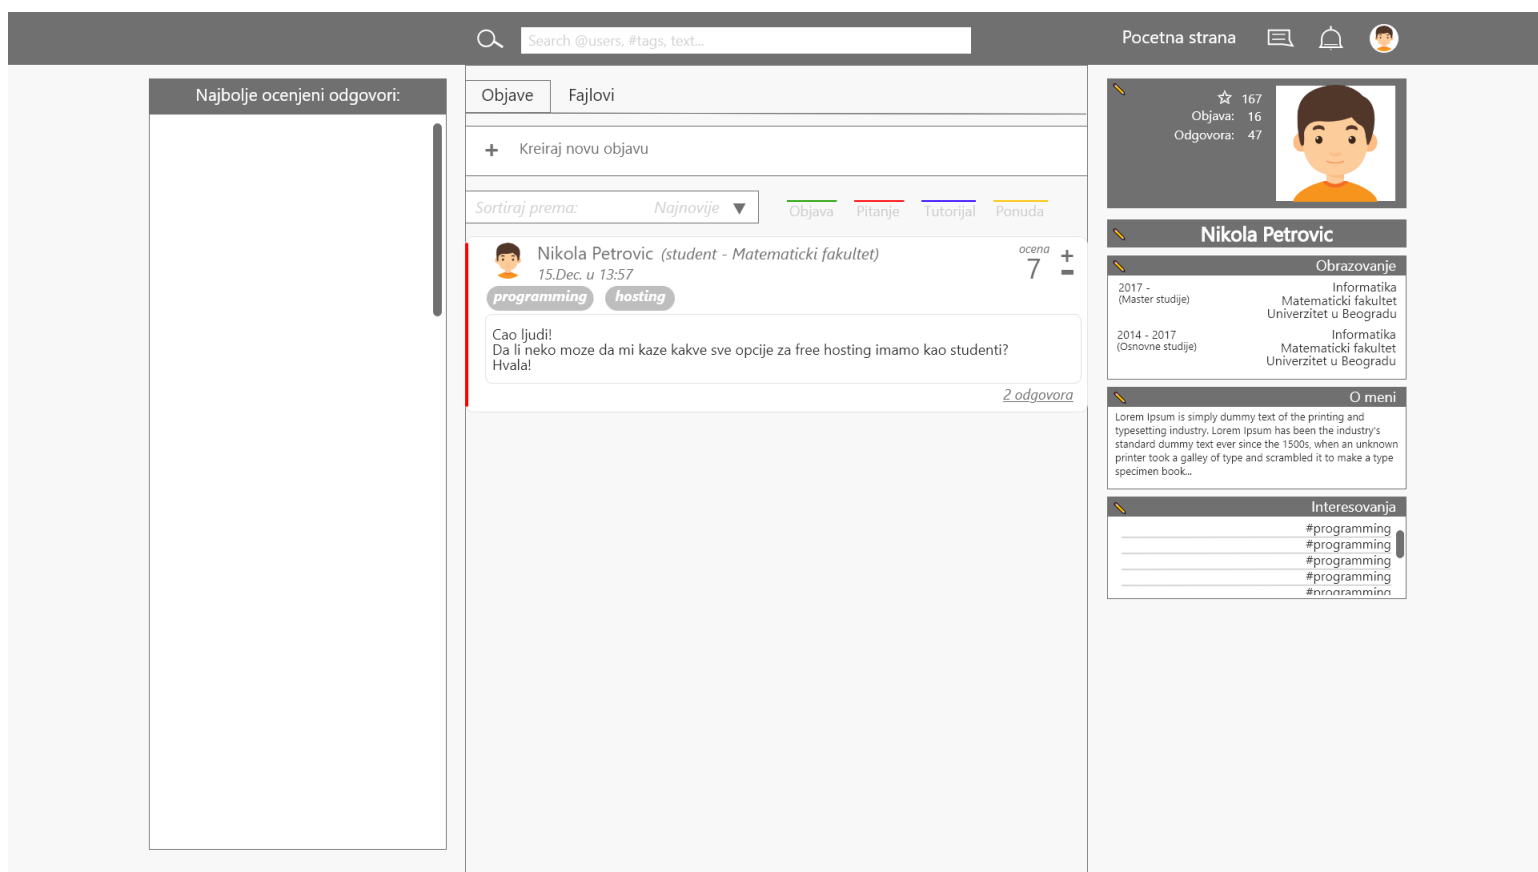 Search @users, #tags, text...
Pocetna strana
Najbolje ocenjeni odgovori:
Objave
Fajlovi
+ Kreiraj novu objavu
Sortiraj prema: Najnovije ▼
Objava
Pitanje
Tutorijal
Ponuda
Nikola Petrovic (student - Matematicki fakultet)
15.Dec. u 13:57
ocena
7
programming
hosting
Cao ljudi!
Da li neko moze da mi kaze kakve sve opcije za free hosting imamo kao studenti?
Hvala!
2 odgovora
167
Objava: 16
Odgovora: 47
Nikola Petrovic
Obrazovanje
2017 -
(Master studije)
Informatika
Matematicki fakultet
Univerzitet u Beogradu
2014 - 2017
(Osnovne studije)
Informatika
Matematicki fakultet
Univerzitet u Beogradu
O meni
Lorem Ipsum is simply dummy text of the printing and
typesetting industry. Lorem Ipsum has been the industry's
standard dummy text ever since the 1500s, when an unknown
printer took a galley of type and scrambled it to make a type
specimen book...
Interesovanja
#programming
#programming
#programming
#programming
#programming